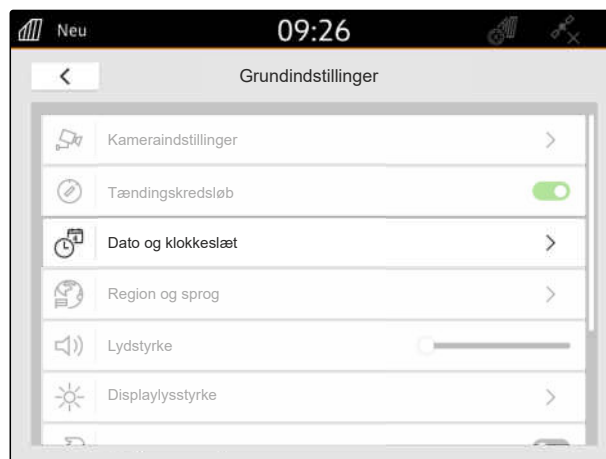 Neu
09:26
Grundindstillinger
Kameraindstillinger
Tændingskredsløb
Dato og klokkeslæt
Region og sprog
Lydstyrke
Displaylysstyrke